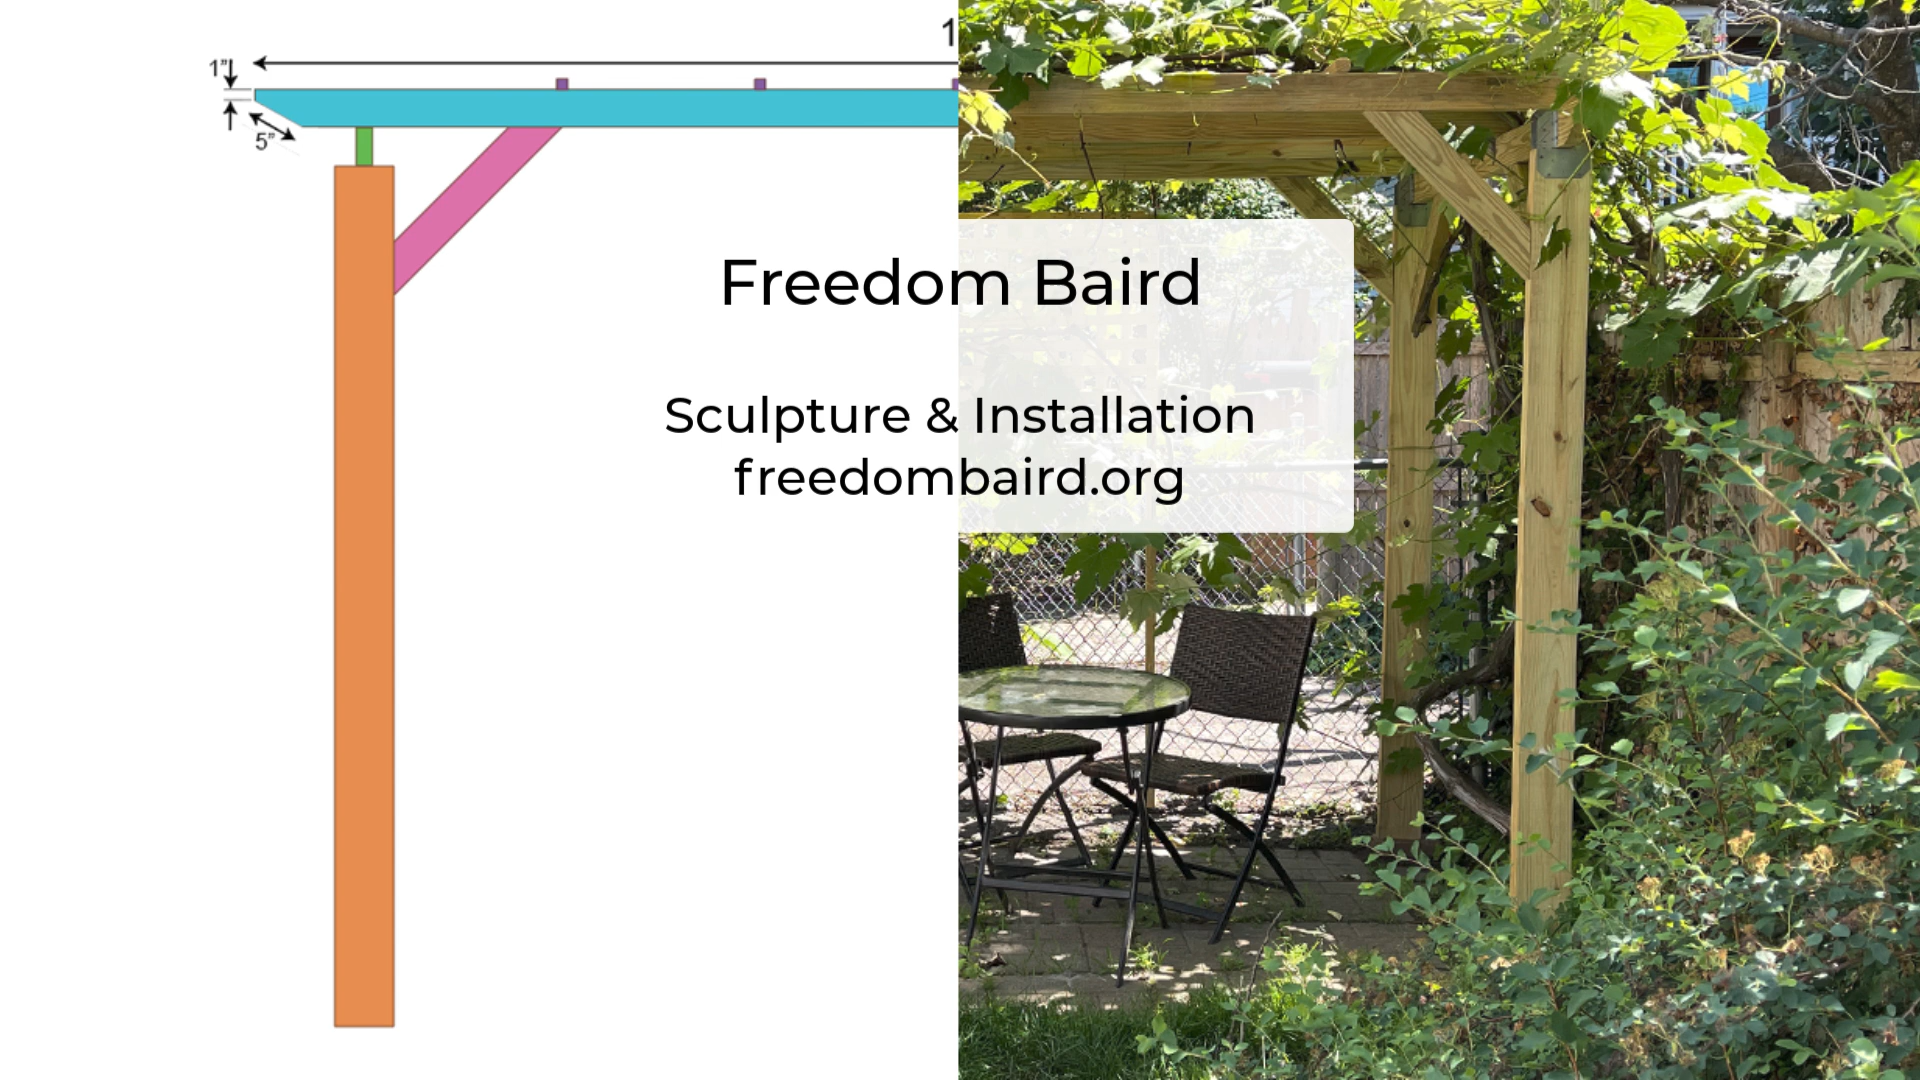 1
1"
5"
Freedom Baird
Sculpture & Installation
freedombaird.org